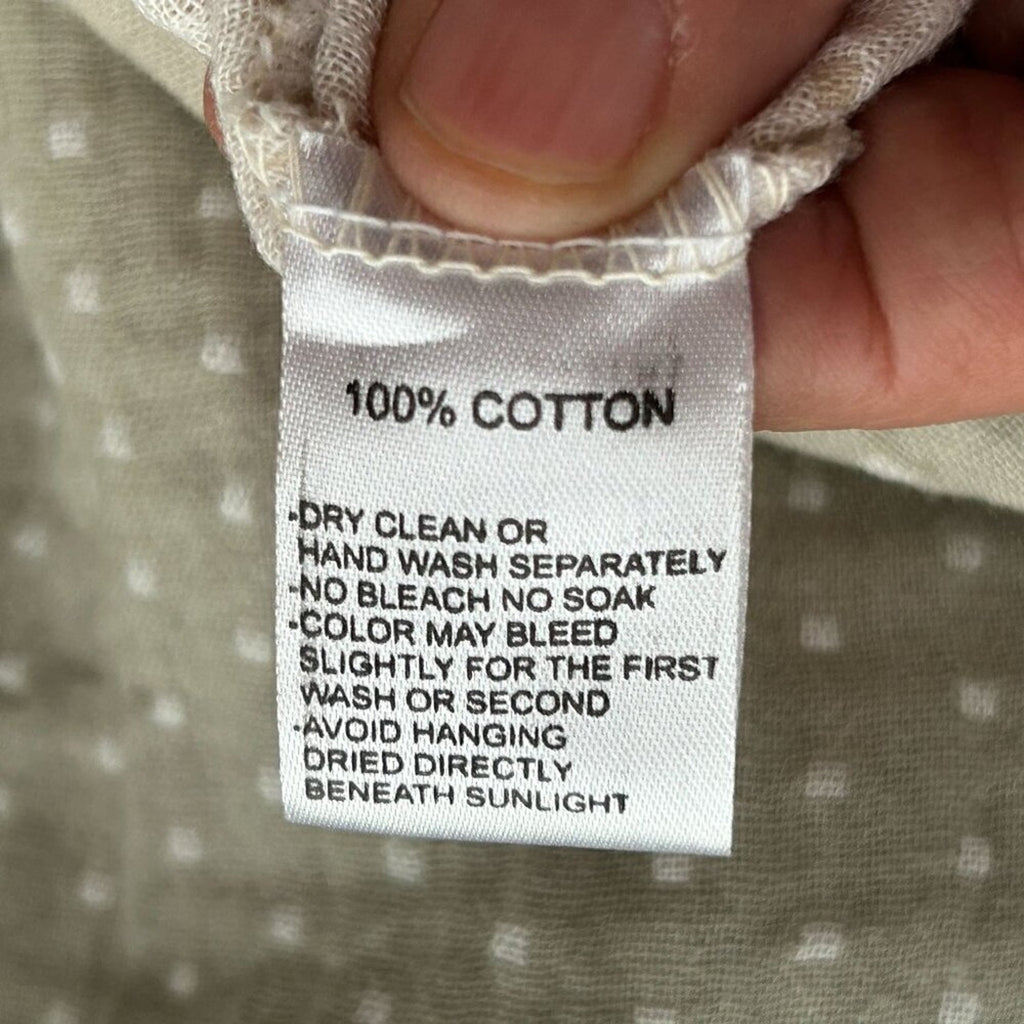 100% COTTON
-DRY CLEAN OR
HAND WASH SEPARATELY
-NO BLEACH NO SOAK
-COLOR MAY BLEED
SLIGHTLY FOR THE FIRST
WASH OR SECOND
-AVOID HANGING
DRIED DIRECTLY
BENEATH SUNLIGHT